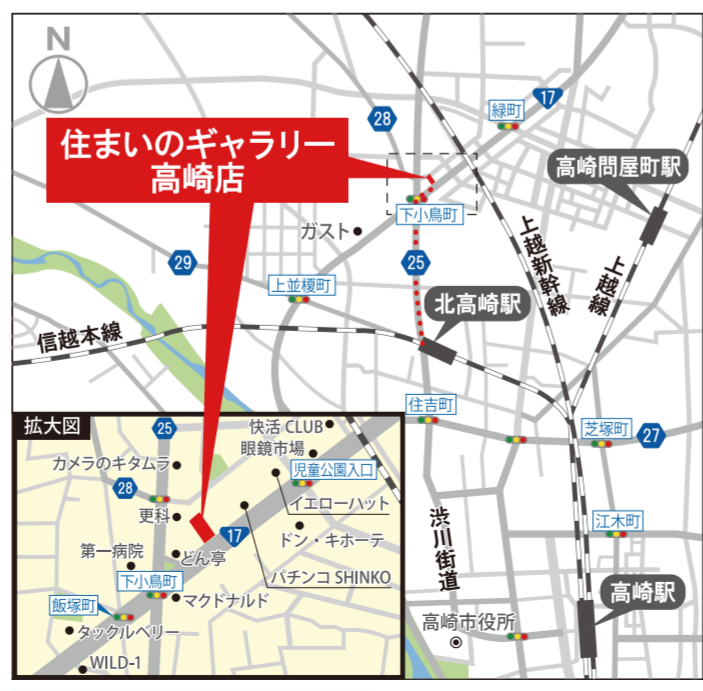 N
17
緑町
28
住まいのギャラリー
高崎店
高崎問屋町駅
下小鳥町
ガスト
上越新幹線
上越線
29
25
上並榎町
北高崎駅
信越本線
住吉町
芝塚町
27
江木町
渋川街道
高崎駅
高崎市役所
拡大図
25
快活 CLUB
眼鏡市場
カメラのキタムラ
児童公園入口
28
イエローハット
更科
17
ドン・キホーテ
第一病院
どん亭
パチンコ SHINKO
下小鳥町
マクドナルド
飯塚町
タックルベリー
WILD-1